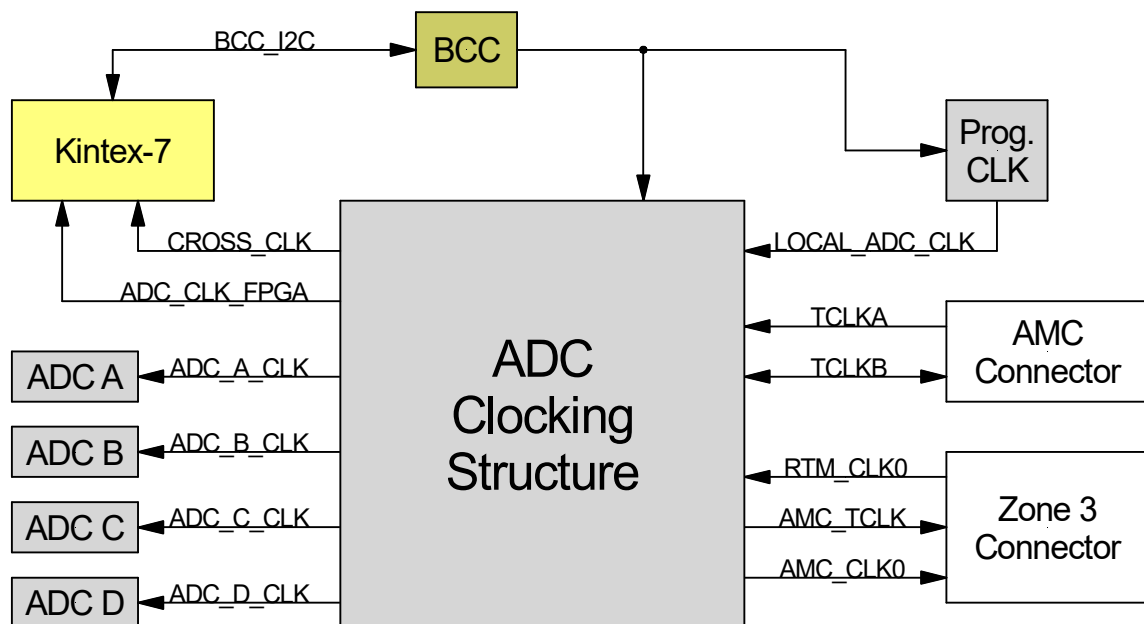 BCC_I2C
BCC
Kintex-7
Prog.
CLK
CROSS_CLK
LOCAL_ADC_CLK
ADC_CLK_FPGA
TCLKA
AMC
Connector
TCLKB
ADC A
ADC_A_CLK
ADC
Clocking
Structure
ADC B
ADC_B_CLK
RTM_CLK0
ADC C
ADC_C_CLK
AMC_TCLK
Zone 3
Connector
AMC_CLK0
ADC D
ADC_D_CLK